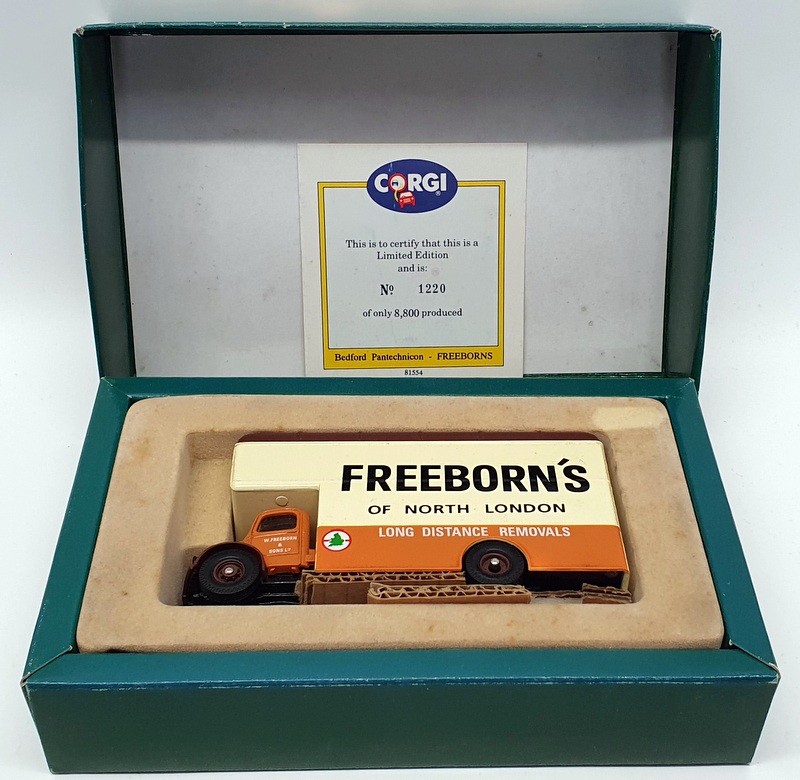 CORGI
®
This is to certify that this is a
Limited Edition
and is:
Nº 1220
of only 8,800 produced
Bedford Pantechnicon - FREEBORNS
81554
FREEBORN'S
OF NORTH LONDON
LONG DISTANCE REMOVALS
W. FREEBORN
&
SONS Lᵀᴰ